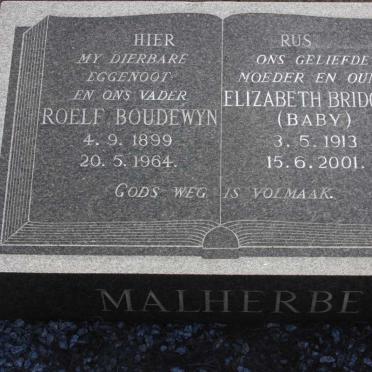 HIER RUS
MY DIERBARE
EGGENOOT
EN ONS VADER
ROELF BOUDEWYN
4. 9. 1899
20. 5. 1964.
ONS GELIEFDE
MOEDER EN
ELIZABETH
(BABY)
3. 5. 1913
15. 6. 2001.
GODS WEG IS VOLMAAK.
MALHERBE